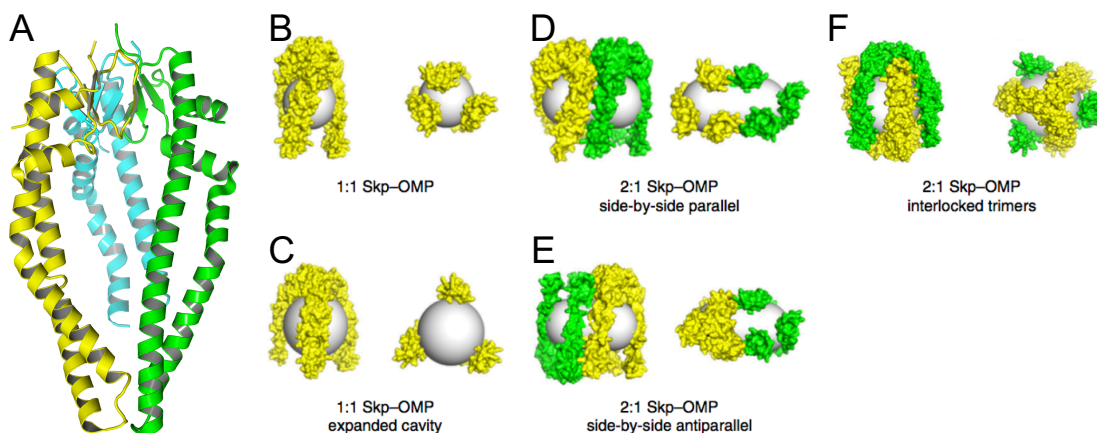 A
B
D
F
1:1 Skp–OMP
2:1 Skp–OMP
side-by-side parallel
2:1 Skp–OMP
interlocked trimers
C
E
1:1 Skp–OMP
expanded cavity
2:1 Skp–OMP
side-by-side antiparallel